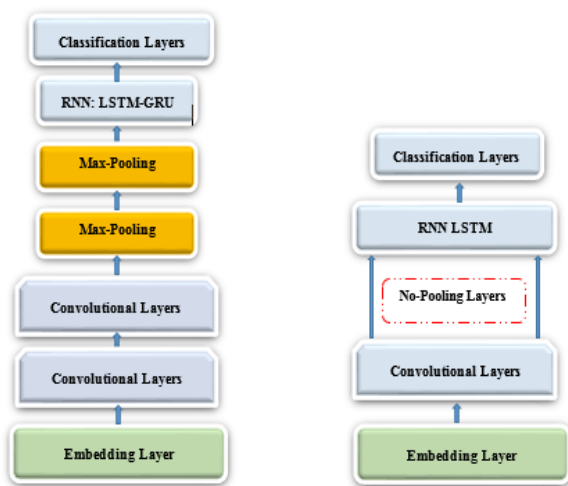 Classification Layers
RNN: LSTM-GRU
Max-Pooling
Max-Pooling
Convolutional Layers
Convolutional Layers
Embedding Layer
Classification Layers
RNN LSTM
No-Pooling Layers
Convolutional Layers
Embedding Layer